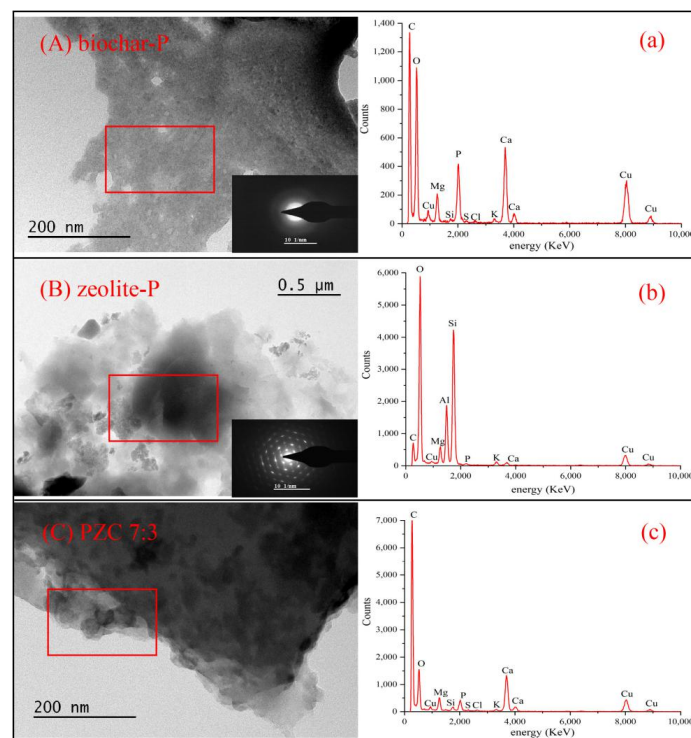 (A) biochar-P
200 nm
10 1/nm
(a)
Counts
1,400
1,200
1,000
800
600
400
200
0
C
O
Cu
Mg
Si
P
S
Cl
K
Ca
Ca
Cu
Cu
0
2,000
4,000
6,000
8,000
10,000
energy (KeV)
(B) zeolite-P
0.5 μm
10 1/nm
(b)
Counts
6,000
5,000
4,000
3,000
2,000
1,000
0
C
O
Cu
Mg
Al
Si
P
K
Ca
Cu
Cu
0
2,000
4,000
6,000
8,000
10,000
energy (KeV)
(C) PZC 7:3
200 nm
(c)
Counts
7,000
6,000
5,000
4,000
3,000
2,000
1,000
0
C
O
Cu
Mg
Si
P
S
Cl
K
Ca
Ca
Cu
Cu
0
2,000
4,000
6,000
8,000
10,000
energy (KeV)